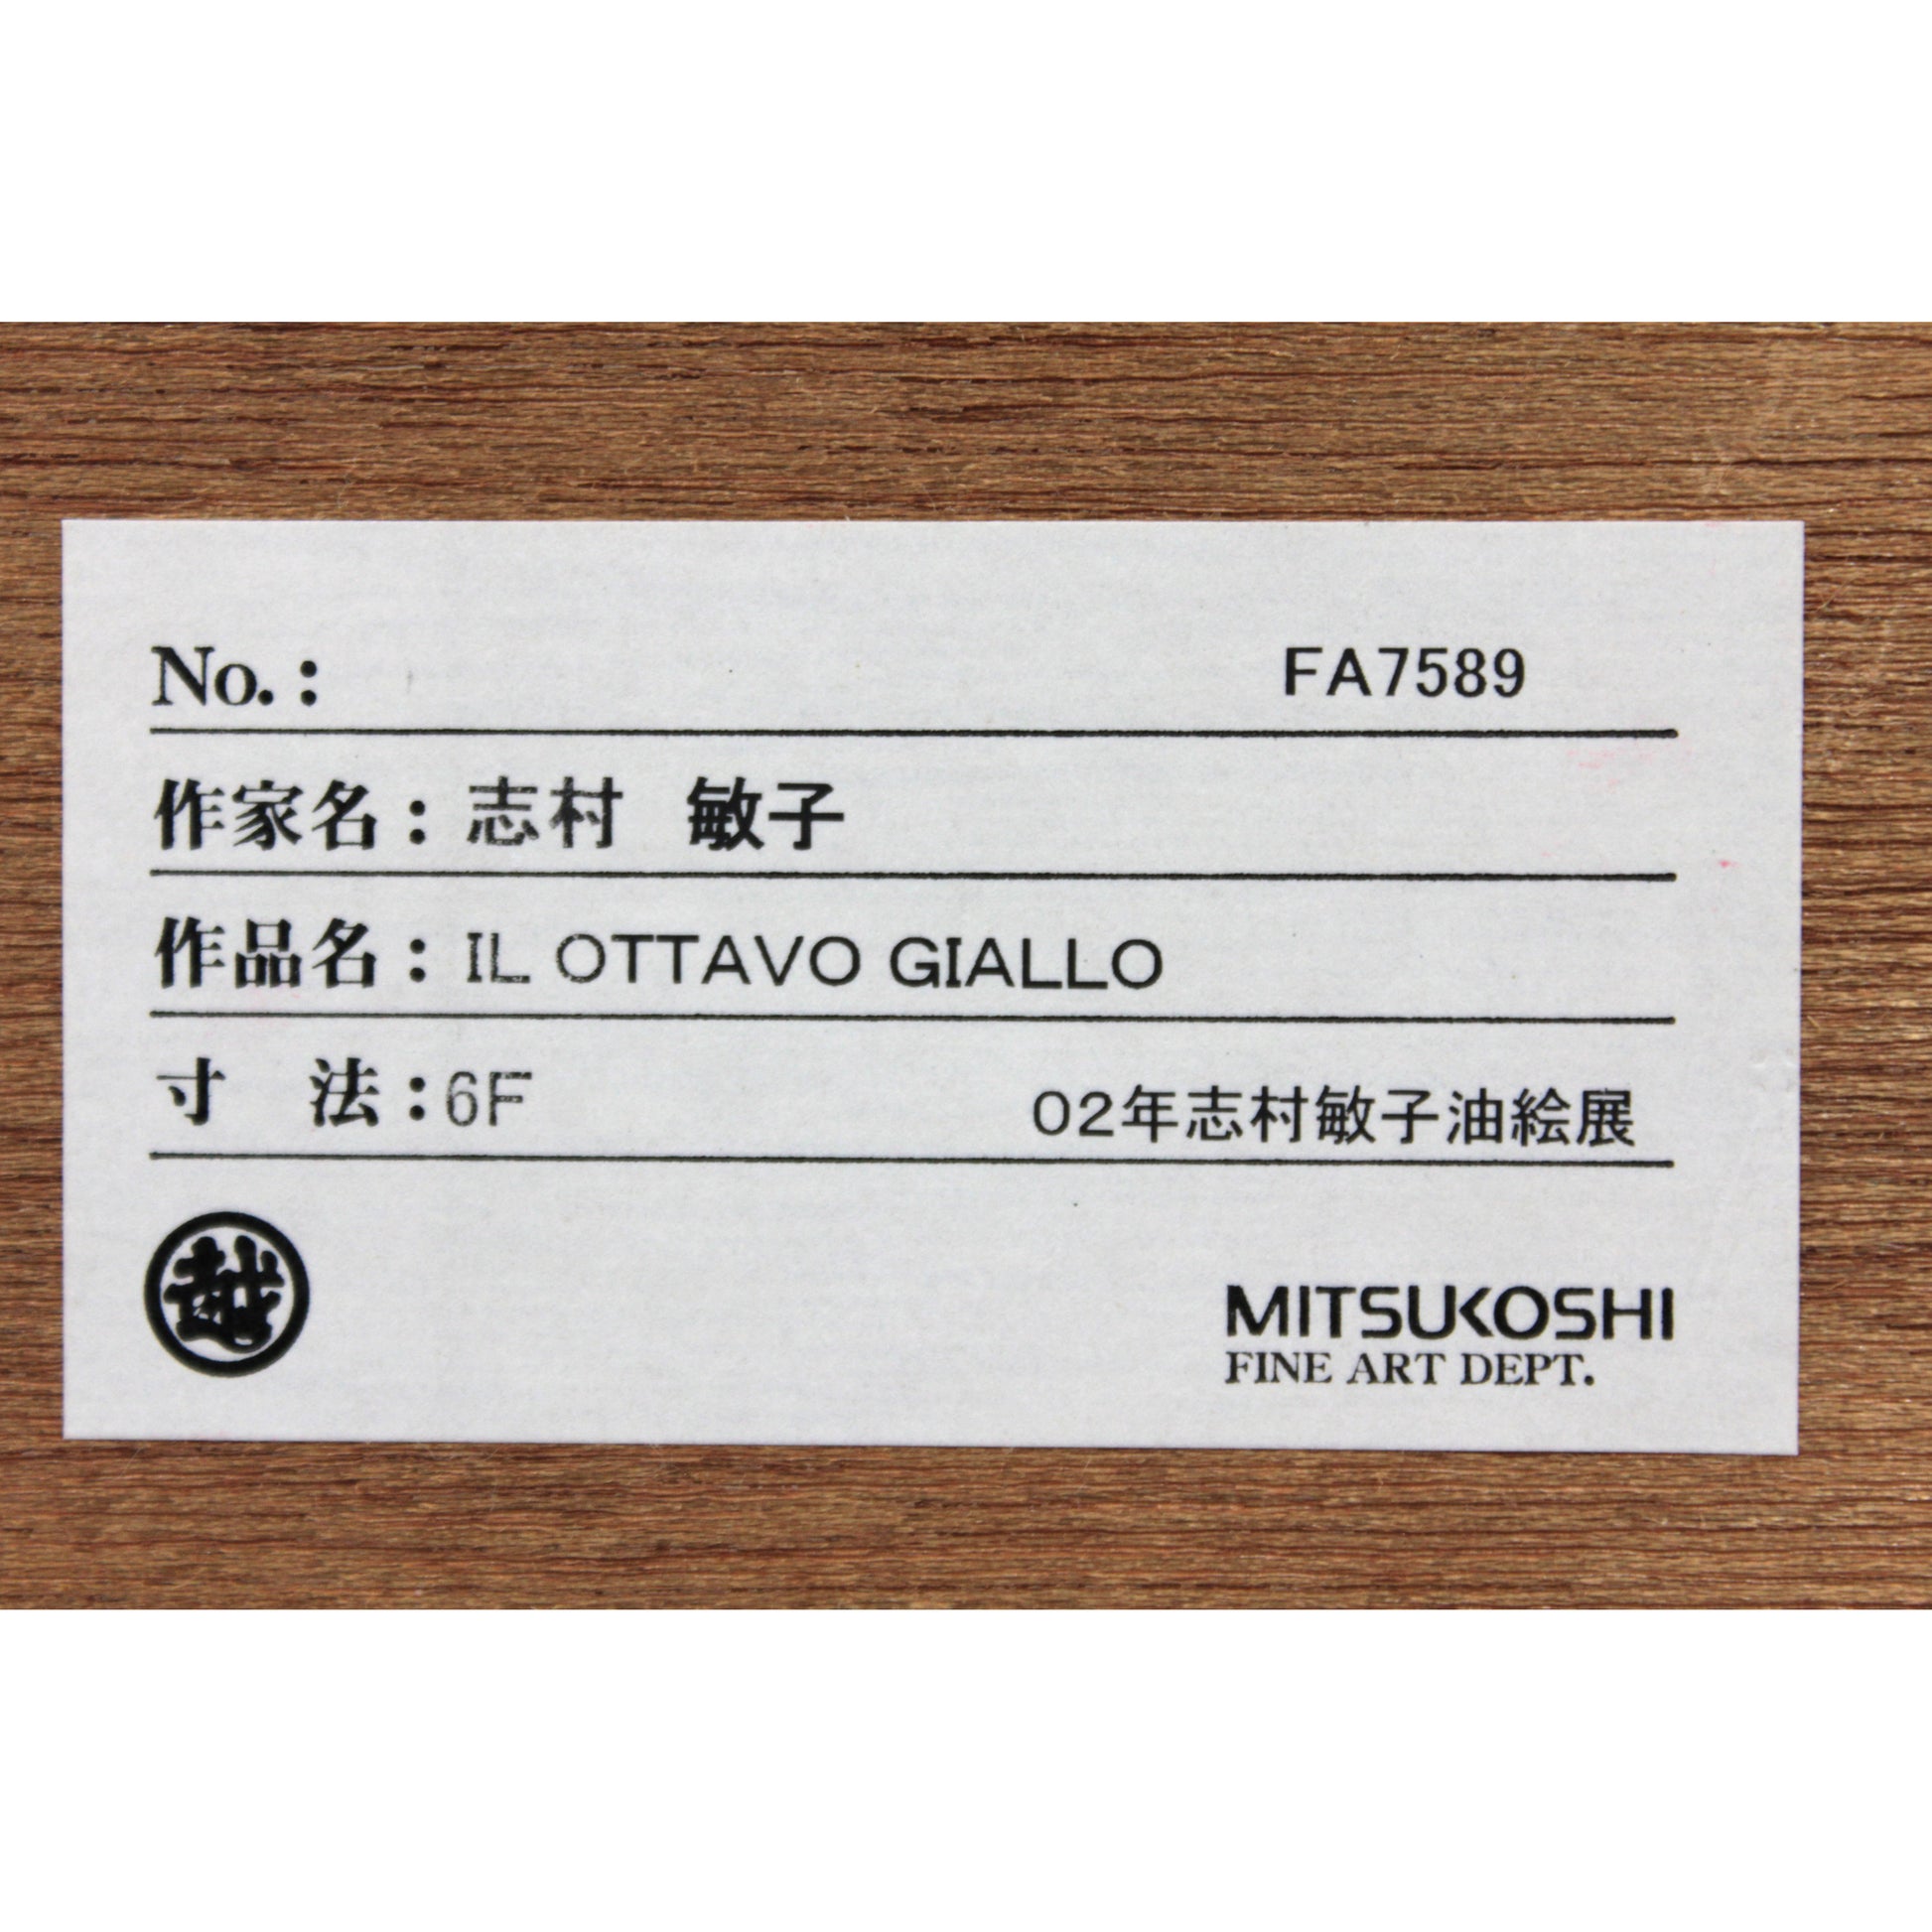 No.: FA7589
作家名:志村 敏子
作品名:IL OTTAVO GIALLO
寸 法:6F 02年志村敏子油絵展
越
MITSUKOSHI
FINE ART DEPT.